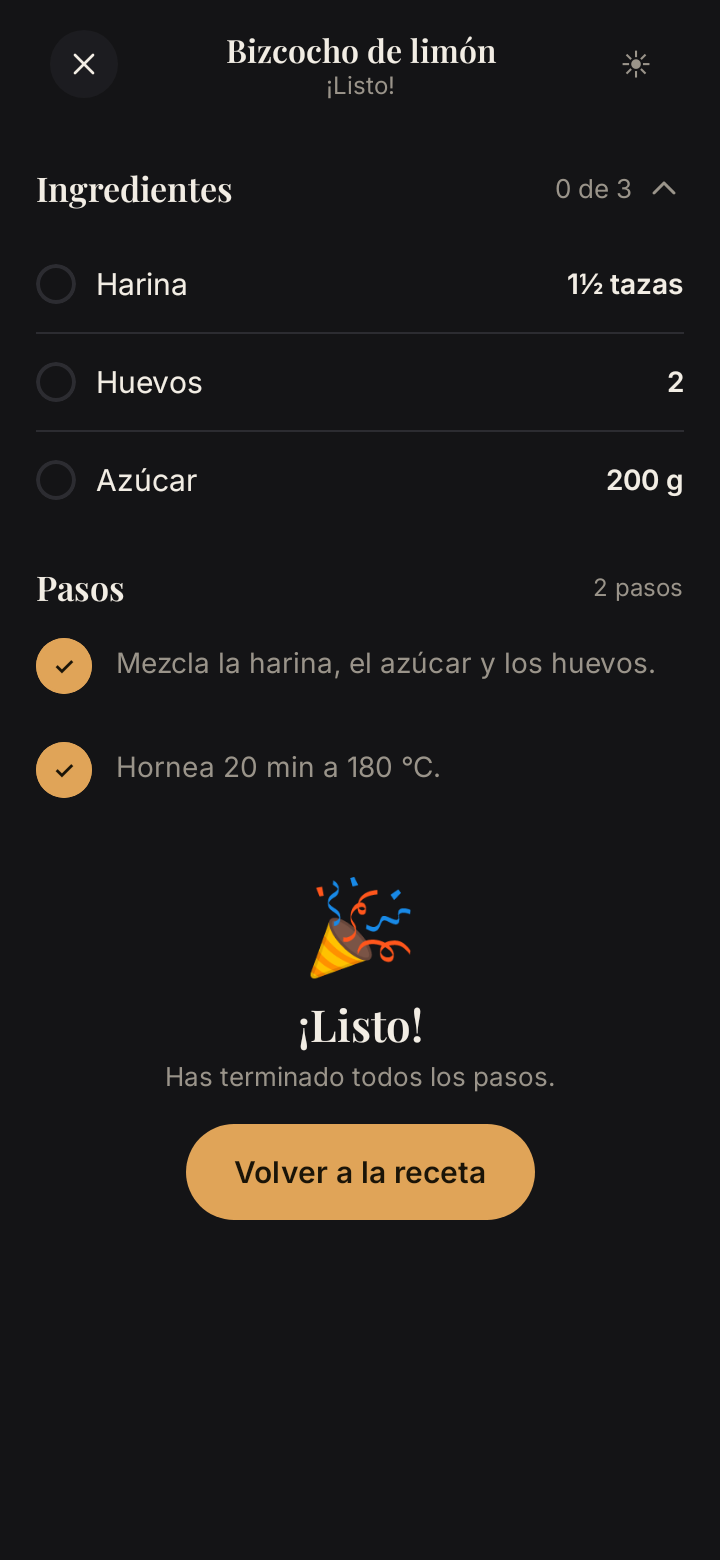 Bizcocho de limón
¡Listo!
Ingredientes
0 de 3
Harina
1½ tazas
Huevos
2
Azúcar
200 g
Pasos
2 pasos
Mezcla la harina, el azúcar y los huevos.
Hornea 20 min a 180 °C.
¡Listo!
Has terminado todos los pasos.
Volver a la receta